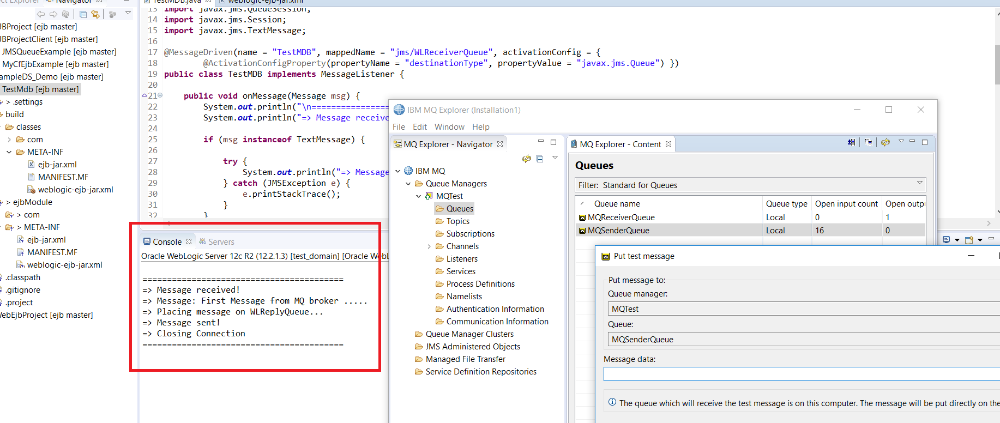 Navigator
TestMDB.java
weblogic-ejb-jar.xml
JBProject [ejb master]
JBProjectClient [ejb master]
JMSQueueExample [ejb master]
MyCfEjbExample [ejb master]
ampleDS_Demo [ejb master]
TestMdb [ejb master]
> .settings
build
classes
com
META-INF
ejb-jar.xml
MANIFEST.MF
weblogic-ejb-jar.xml
> ejbModule
> com
> META-INF
ejb-jar.xml
MANIFEST.MF
weblogic-ejb-jar.xml
.classpath
.gitignore
.project
VebEjbProject [ejb master]
13 import javax.jms.QueueSession;
14 import javax.jms.Session;
15 import javax.jms.TextMessage;
16
17 @MessageDriven(name = "TestMDB", mappedName = "jms/WLReceiverQueue", activationConfig = {
18 @ActivationConfigProperty(propertyName = "destinationType", propertyValue = "javax.jms.Queue") })
19 public class TestMDB implements MessageListener {
20
21 public void onMessage(Message msg) {
22 System.out.println("\n================
23 System.out.println("=> Message receive
24
25 if (msg instanceof TextMessage) {
26
27 try {
28 System.out.println("=> Message
29 } catch (JMSException e) {
30 e.printStackTrace();
31 }
32 }
Console Servers
Oracle WebLogic Server 12c R2 (12.2.1.3) [test_domain] [Oracle WebL
=========================================
=> Message received!
=> Message: First Message from MQ broker .....
=> Placing message on WLReplyQueue...
=> Message sent!
=> Closing Connection
=========================================
IBM MQ Explorer (Installation1)
File Edit Window Help
MQ Explorer - Navigator
IBM MQ
Queue Managers
MQTest
Queues
Topics
Subscriptions
Channels
Listeners
Services
Process Definitions
Namelists
Authentication Information
Communication Information
Queue Manager Clusters
JMS Administered Objects
Managed File Transfer
Service Definition Repositories
MQ Explorer - Content
Queues
Filter: Standard for Queues
Queue name Queue type Open input count Open outpu
MQReceiverQueue Local 0 1
MQSenderQueue Local 16 0
Put test message
Put message to:
Queue manager:
MQTest
Queue:
MQSenderQueue
Message data:
The queue which will receive the test message is on this computer. The message will be put directly on the